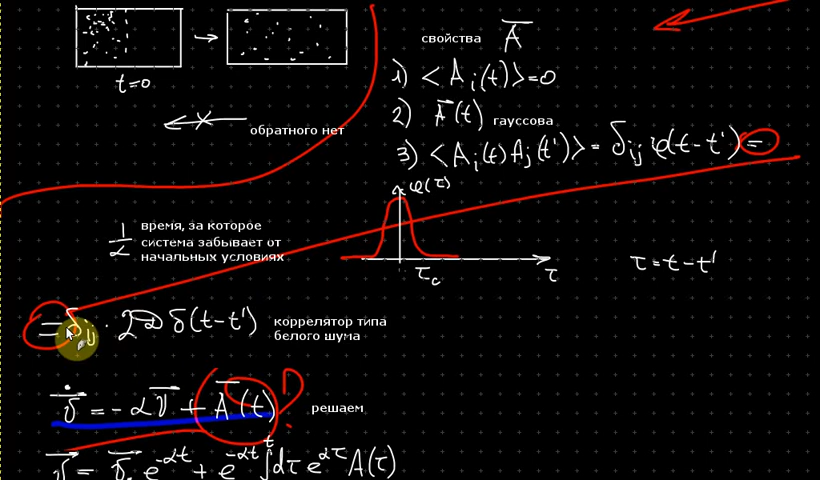 t=0
обратного нет
свойства A̅
1) <A_i(t)>=0
2) A̅(t) гауссова
3) <A_i(t)A_j(t')> = δ_ij φ(t-t') =
φ(τ)
τ_c
τ
τ = t-t'
1/α время, за которое
система забывает от
начальных условиях
= δ_ij · 2D δ(t-t') коррелятор типа
белого шума
v̅̇ = -αv̅ + A̅(t) ? решаем
v̅ = v̅₀ e^{-αt} + e^{-αt} ∫^t dτ e^{ατ} A(τ)